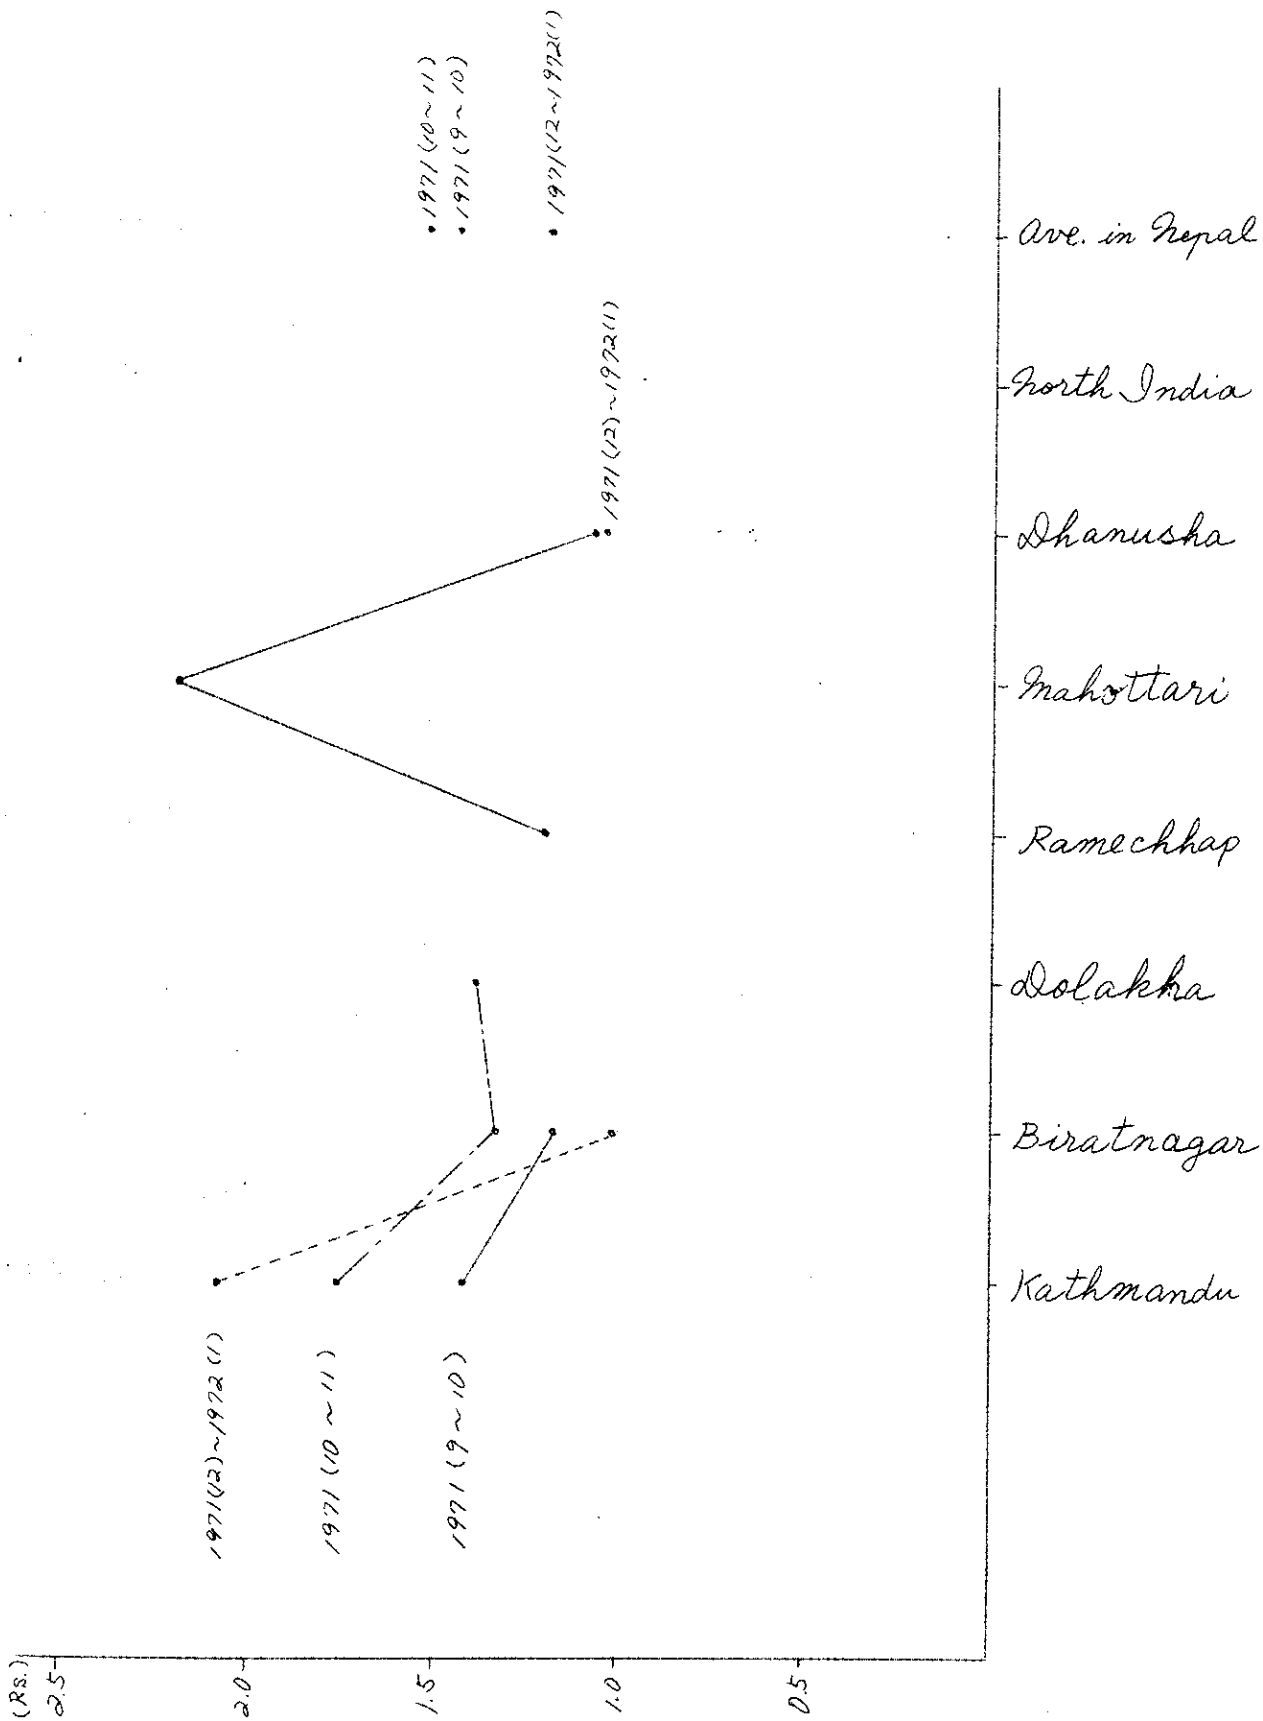 (Rs.)
2.5
2.0
1.5
1.0
0.5
1971(12)~1972(1)
1971 (10 ~ 11)
1971 (9 ~ 10)
1971 (12)~1972(1)
1971 (10 ~ 11)
1971 (9 ~ 10)
1971 (12~1972(1)
Kathmandu
Biratnagar
Dolakha
Ramechhap
Mahottari
Dhanusha
North India
Ave. in Nepal